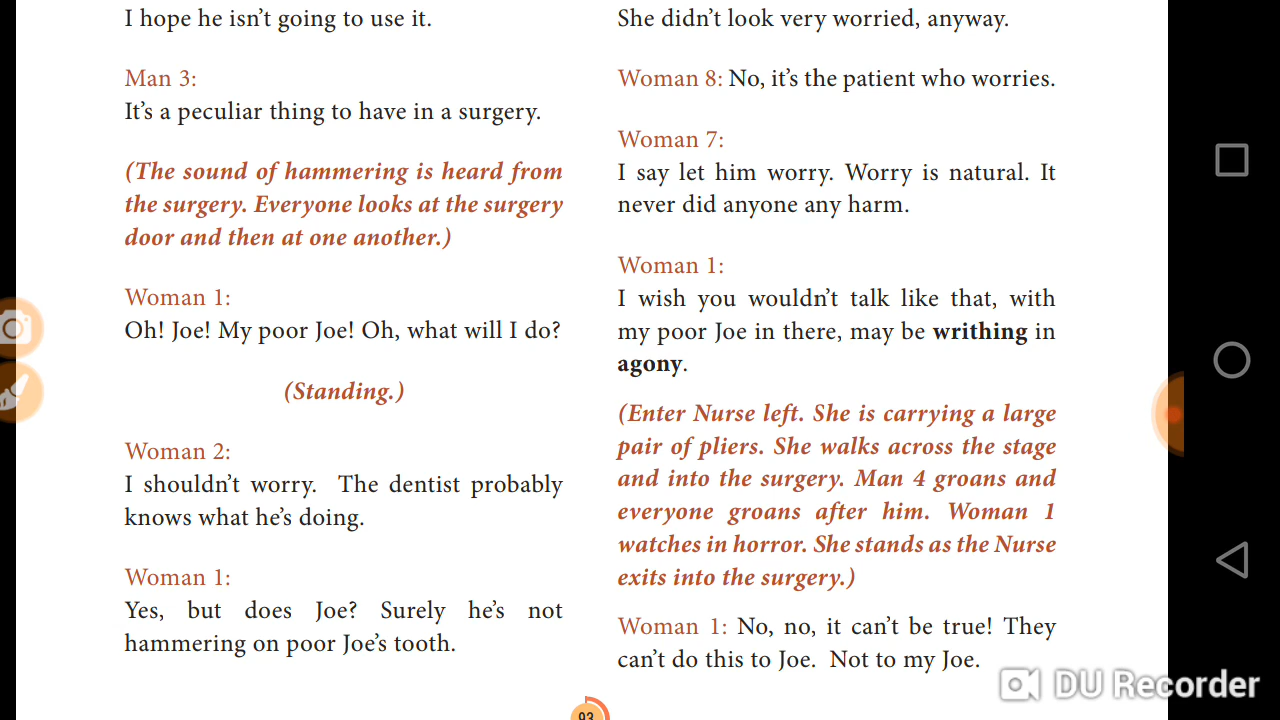 I hope he isn't going to use it.
Man 3:
It's a peculiar thing to have in a surgery.
(The sound of hammering is heard from
the surgery. Everyone looks at the surgery
door and then at one another.)
Woman 1:
Oh! Joe! My poor Joe! Oh, what will I do?
(Standing.)
Woman 2:
I shouldn't worry.  The dentist probably
knows what he's doing.
Woman 1:
Yes, but does Joe? Surely he's not
hammering on poor Joe's tooth.
She didn't look very worried, anyway.
Woman 8: No, it's the patient who worries.
Woman 7:
I say let him worry. Worry is natural. It
never did anyone any harm.
Woman 1:
I wish you wouldn't talk like that, with
my poor Joe in there, may be writhing in
agony.
(Enter Nurse left. She is carrying a large
pair of pliers. She walks across the stage
and into the surgery. Man 4 groans and
everyone groans after him. Woman 1
watches in horror. She stands as the Nurse
exits into the surgery.)
Woman 1: No, no, it can't be true! They
can't do this to Joe.  Not to my Joe.
93
DU Recorder